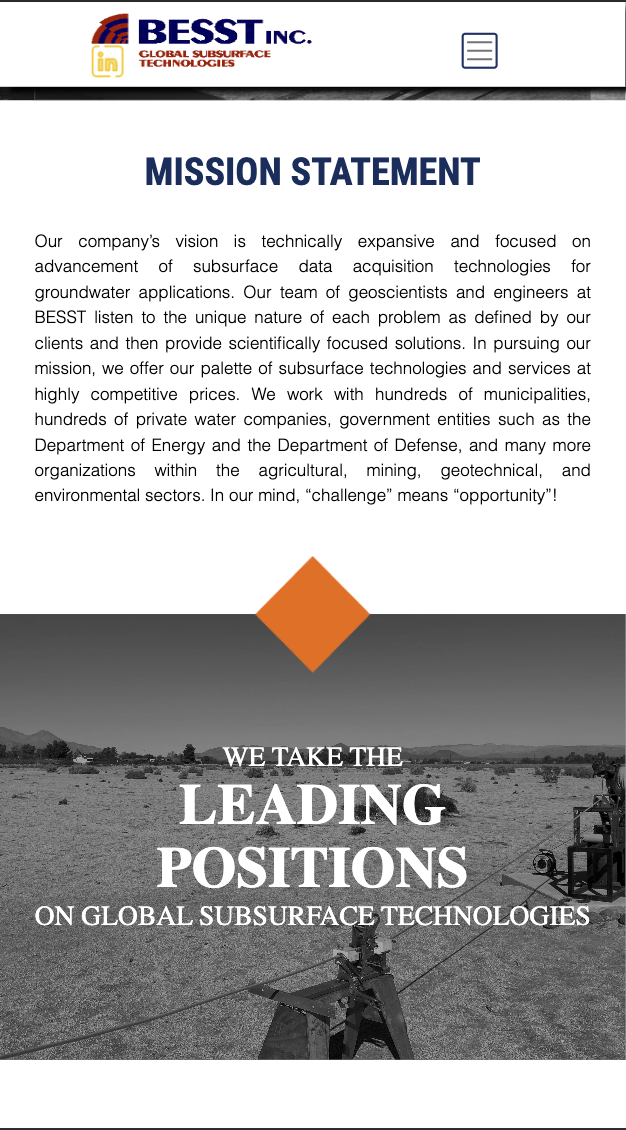 BESST INC.
GLOBAL SUBSURFACE
TECHNOLOGIES
in
MISSION STATEMENT
Our company’s vision is technically expansive and focused on
advancement of subsurface data acquisition technologies for
groundwater applications. Our team of geoscientists and engineers at
BESST listen to the unique nature of each problem as defined by our
clients and then provide scientifically focused solutions. In pursuing our
mission, we offer our palette of subsurface technologies and services at
highly competitive prices. We work with hundreds of municipalities,
hundreds of private water companies, government entities such as the
Department of Energy and the Department of Defense, and many more
organizations within the agricultural, mining, geotechnical, and
environmental sectors. In our mind, “challenge” means “opportunity”!
WE TAKE THE
LEADING
POSITIONS
ON GLOBAL SUBSURFACE TECHNOLOGIES